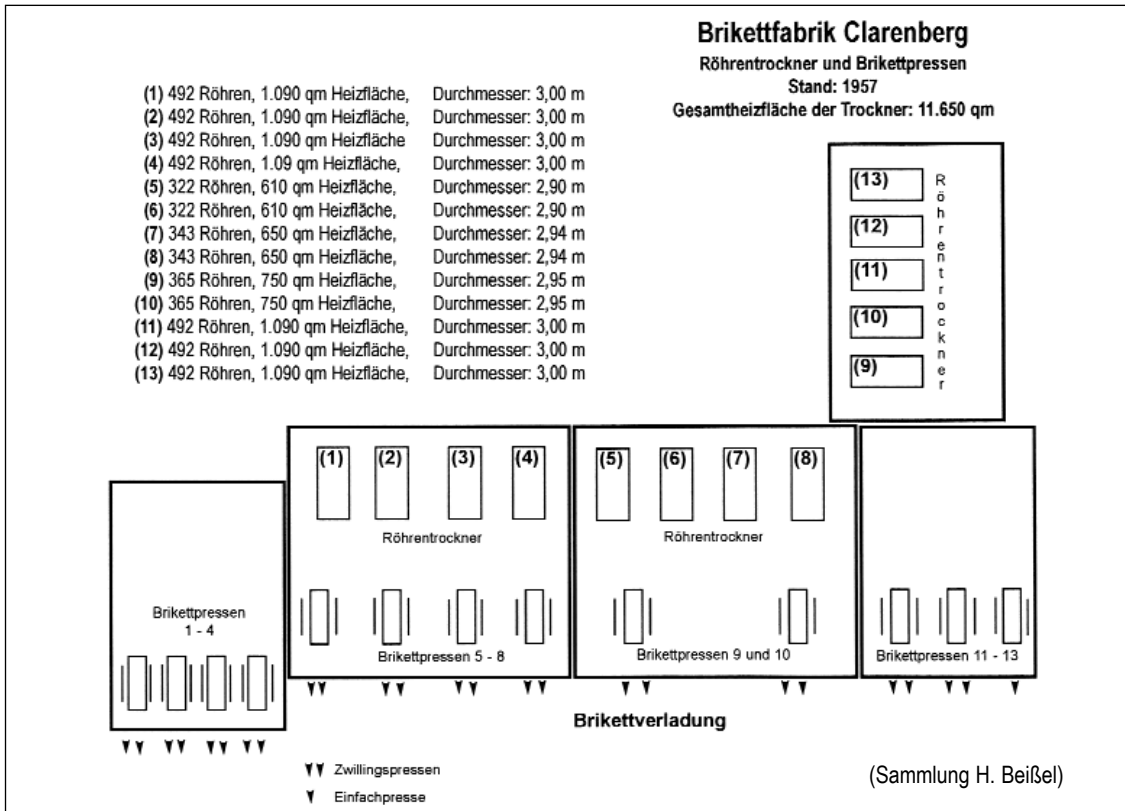 Brikettfabrik Clarenberg
Röhrentrockner und Brikettpressen
Stand: 1957
Gesamtheizfläche der Trockner: 11.650 qm
(1) 492 Röhren, 1.090 qm Heizfläche, Durchmesser: 3,00 m
(2) 492 Röhren, 1.090 qm Heizfläche, Durchmesser: 3,00 m
(3) 492 Röhren, 1.090 qm Heizfläche Durchmesser: 3,00 m
(4) 492 Röhren, 1.09 qm Heizfläche, Durchmesser: 3,00 m
(5) 322 Röhren, 610 qm Heizfläche, Durchmesser: 2,90 m
(6) 322 Röhren, 610 qm Heizfläche, Durchmesser: 2,90 m
(7) 343 Röhren, 650 qm Heizfläche, Durchmesser: 2,94 m
(8) 343 Röhren, 650 qm Heizfläche, Durchmesser: 2,94 m
(9) 365 Röhren, 750 qm Heizfläche, Durchmesser: 2,95 m
(10) 365 Röhren, 750 qm Heizfläche, Durchmesser: 2,95 m
(11) 492 Röhren, 1.090 qm Heizfläche, Durchmesser: 3,00 m
(12) 492 Röhren, 1.090 qm Heizfläche, Durchmesser: 3,00 m
(13) 492 Röhren, 1.090 qm Heizfläche, Durchmesser: 3,00 m
(13)
(12)
(11)
(10)
(9)
Röhrentrockner
(1) (2) (3) (4) (5) (6) (7) (8)
Röhrentrockner Röhrentrockner
Brikettpressen
1 - 4
Brikettpressen 5 - 8 Brikettpressen 9 und 10 Brikettpressen 11 - 13
Brikettverladung
Zwillingspressen
Einfachpresse
(Sammlung H. Beißel)